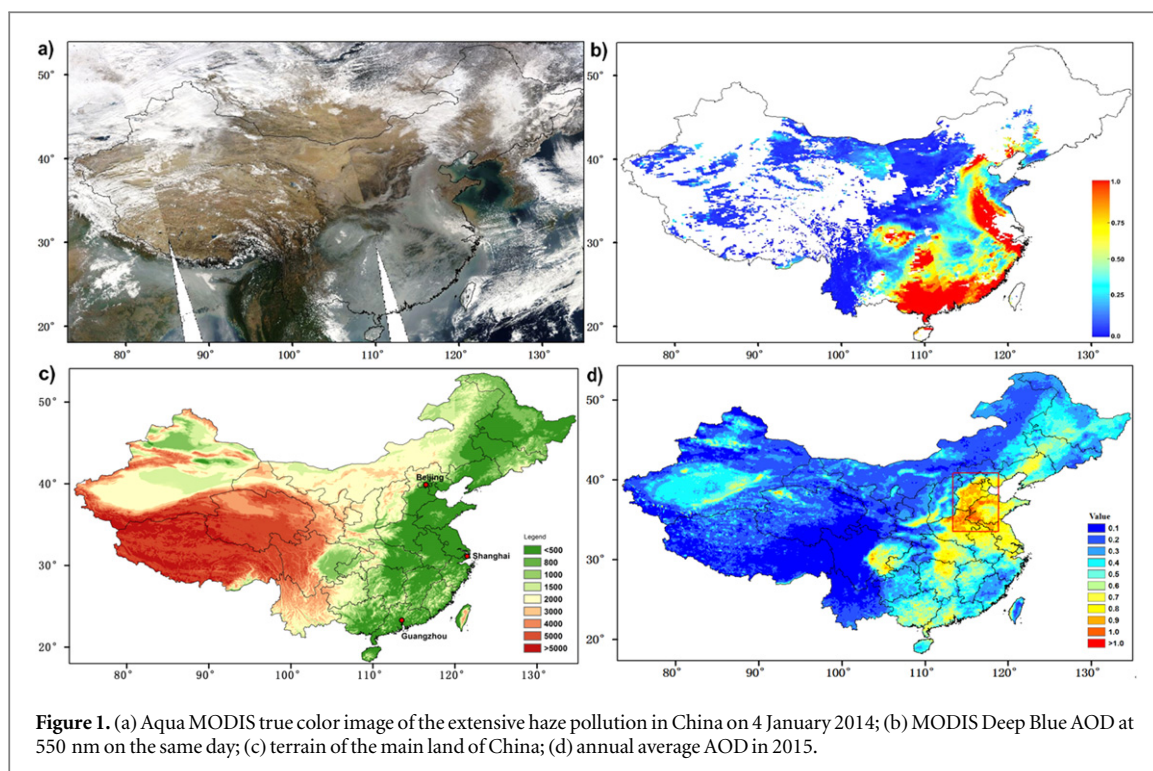 a)
50°
40°
30°
20°
80° 90° 100° 110° 120° 130°
b)
50°
40°
30°
20°
1.0
0.75
0.50
0.25
0.0
80° 90° 100° 110° 120° 130°
c)
50°
40°
30°
20°
Beijing
Shanghai
Guangzhou
Legend
<500
800
1000
1500
2000
3000
4000
5000
>5000
80° 90° 100° 110° 120° 130°
d)
50°
40°
30°
20°
Value
0.1
0.2
0.3
0.4
0.5
0.6
0.7
0.8
0.9
1.0
>1.0
80° 90° 100° 110° 120° 130°
Figure 1. (a) Aqua MODIS true color image of the extensive haze pollution in China on 4 January 2014; (b) MODIS Deep Blue AOD at
550 nm on the same day; (c) terrain of the main land of China; (d) annual average AOD in 2015.